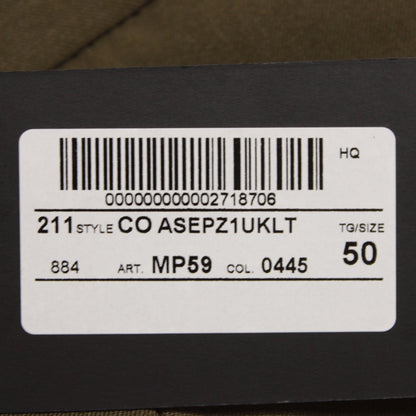 HQ
000000000002718706
211 STYLE CO ASEPZ1UKLT TG/SIZE
884 ART. MP59 COL. 0445 50